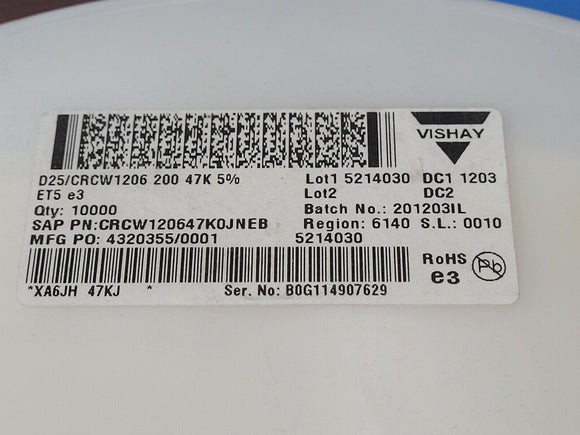 VISHAY
D25/CRCW1206 200 47K 5% Lot1 5214030 DC1 1203
ET5 e3 Lot2 DC2
Qty: 10000 Batch No.: 201203IL
SAP PN:CRCW120647K0JNEB Region: 6140 S.L.: 0010
MFG PO: 4320355/0001 5214030
RoHS
e3 Pb
*XA6JH 47KJ * Ser. No: B0G114907629